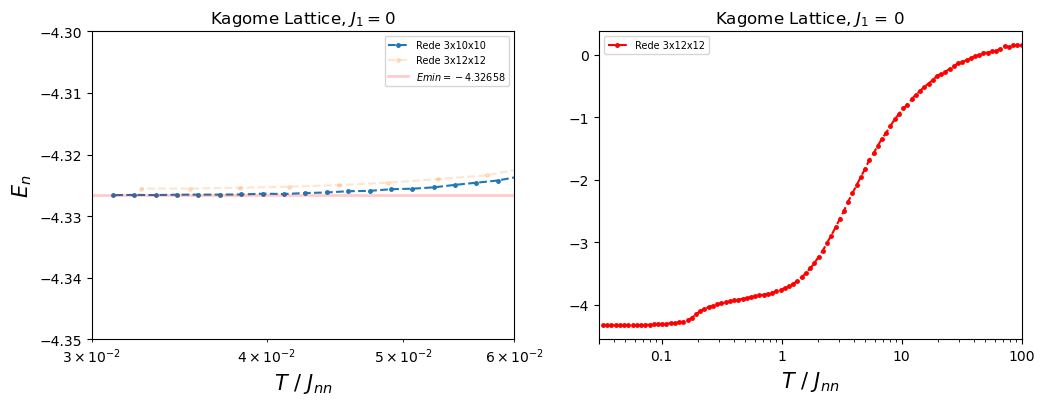 Kagome Lattice, J₁ = 0
−4.30
−4.31
−4.32
−4.33
−4.34
−4.35
Eₙ
Rede 3x10x10
Rede 3x12x12
Emin = −4.32658
3 × 10⁻²
4 × 10⁻²
5 × 10⁻²
6 × 10⁻²
T / Jₙₙ
Kagome Lattice, J₁ = 0
Rede 3x12x12
0
−1
−2
−3
−4
0.1
1
10
100
T / Jₙₙ